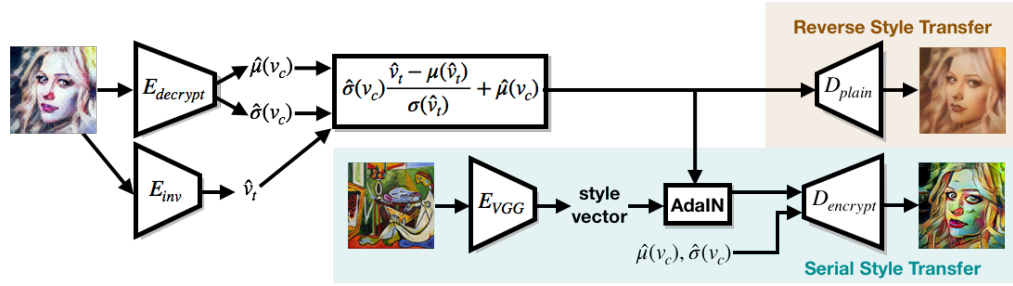 Reverse Style Transfer
E_decrypt
μ̂(v_c)
σ̂(v_c)
σ̂(v_c) (v̂_t − μ(v̂_t)) / σ(v̂_t) + μ̂(v_c)
D_plain
E_inv
v̂_t
E_VGG
style
vector
AdaIN
D_encrypt
μ̂(v_c), σ̂(v_c)
Serial Style Transfer